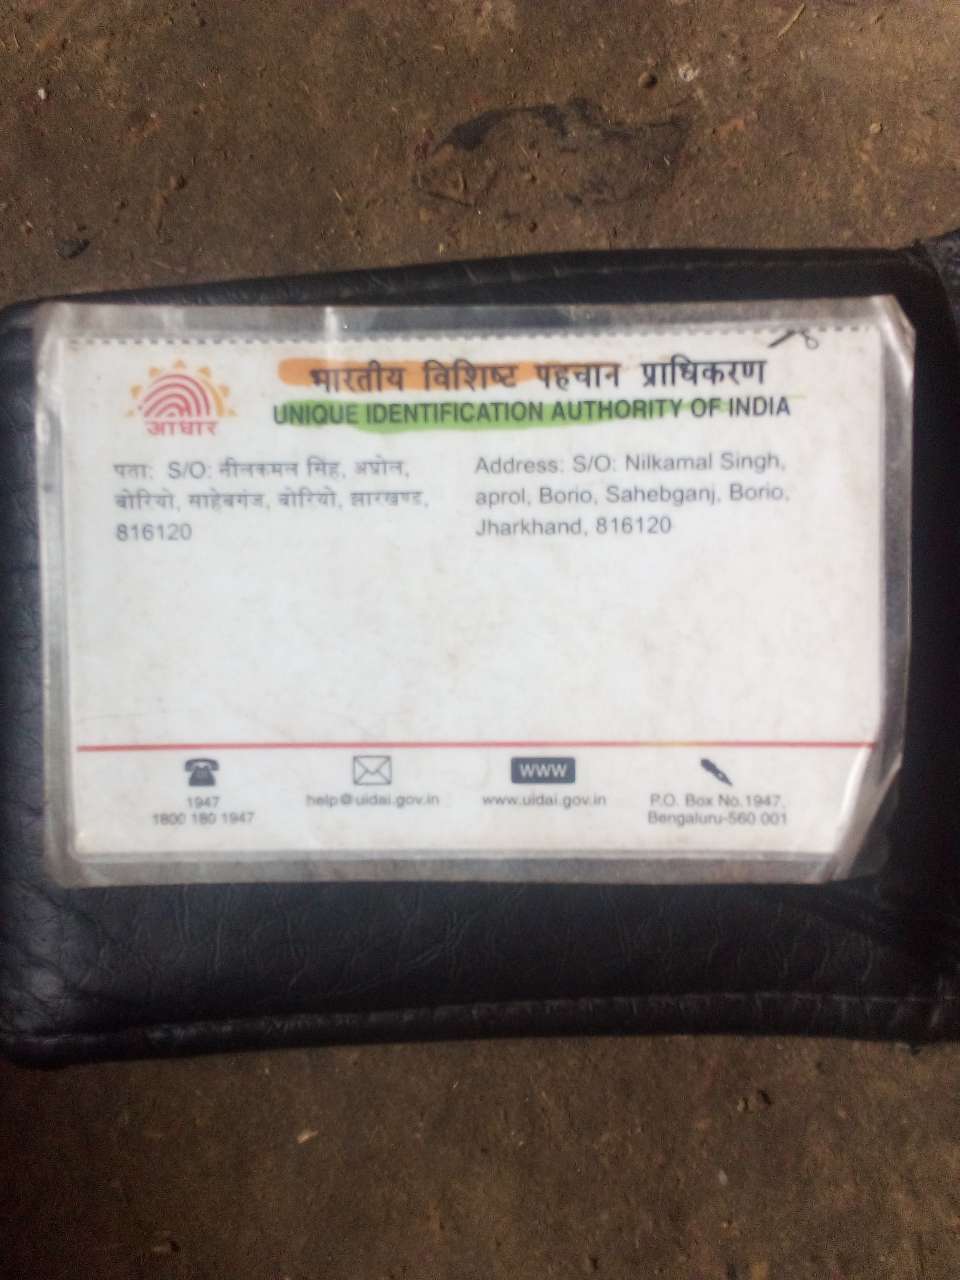 भारतीय विशिष्ट पहचान प्राधिकरण
UNIQUE IDENTIFICATION AUTHORITY OF INDIA
आधार
पता: S/O: नीलकमल सिंह, अप्रोल,
बोरियो, साहेबगंज, बोरियो, झारखण्ड,
816120
Address: S/O: Nilkamal Singh,
aprol, Borio, Sahebganj, Borio,
Jharkhand, 816120
1947
1800 180 1947
help@uidai.gov.in
www
www.uidai.gov.in
P.O. Box No.1947,
Bengaluru-560 001